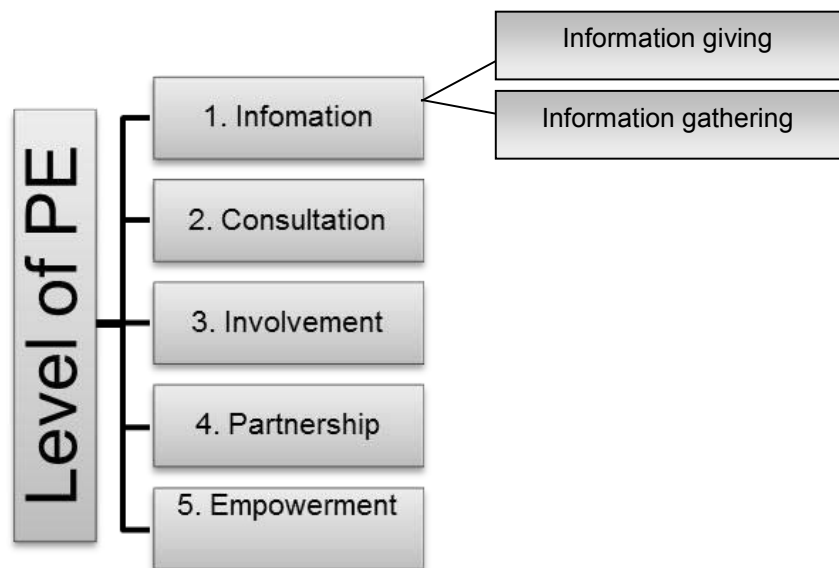 Level of PE
1. Infomation
Information giving
Information gathering
2. Consultation
3. Involvement
4. Partnership
5. Empowerment